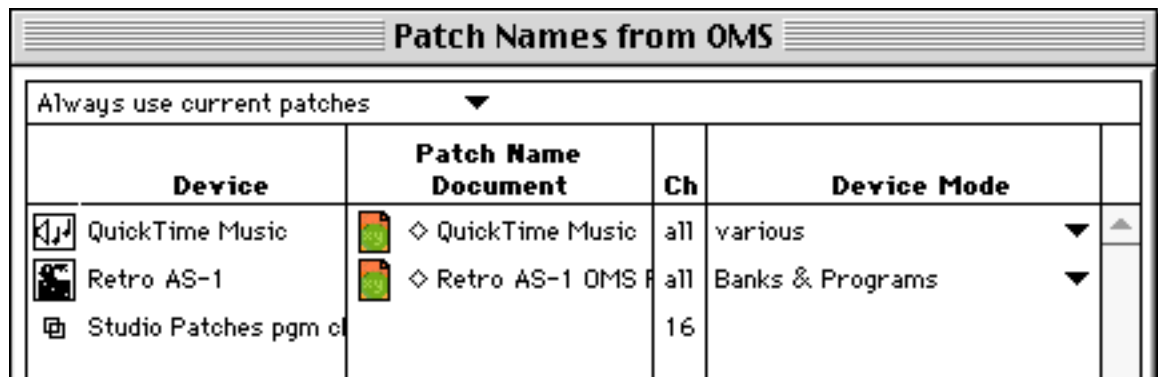 Patch Names from OMS
Always use current patches
Patch Name
Device Document Ch Device Mode
QuickTime Music ◇ QuickTime Music all various
Retro AS-1 ◇ Retro AS-1 OMS all Banks & Programs
Studio Patches pgm 16